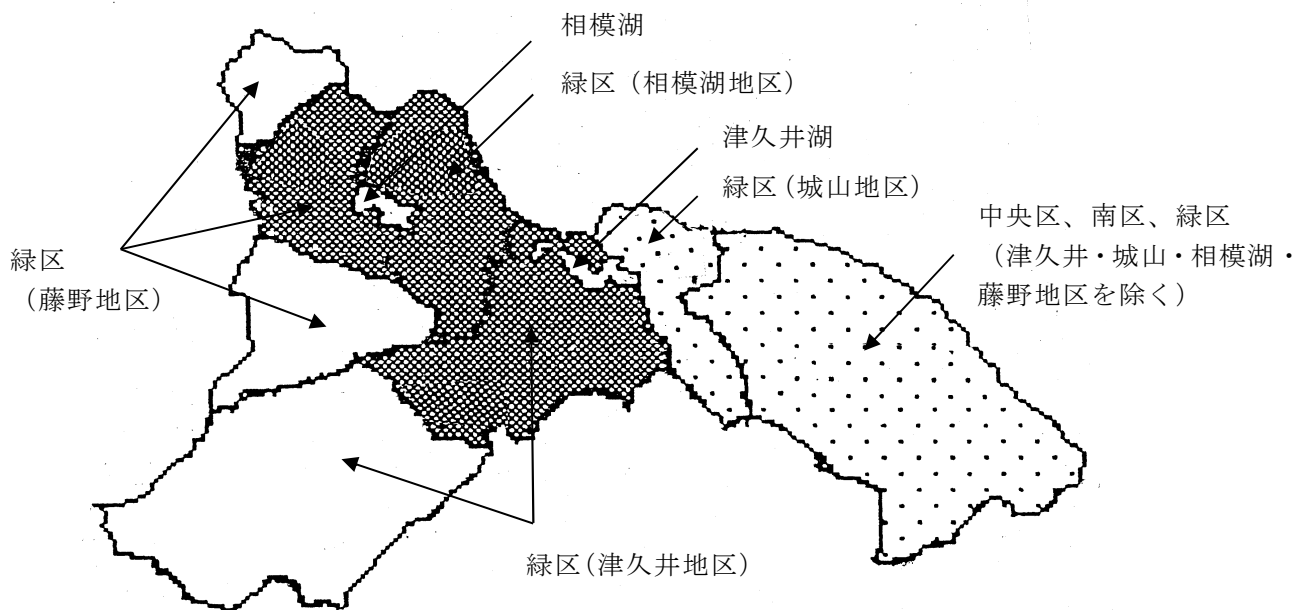 相模湖
緑区（相模湖地区）
津久井湖
緑区（城山地区）
中央区、南区、緑区
（津久井・城山・相模湖・
藤野地区を除く）
緑区
（藤野地区）
緑区（津久井地区）